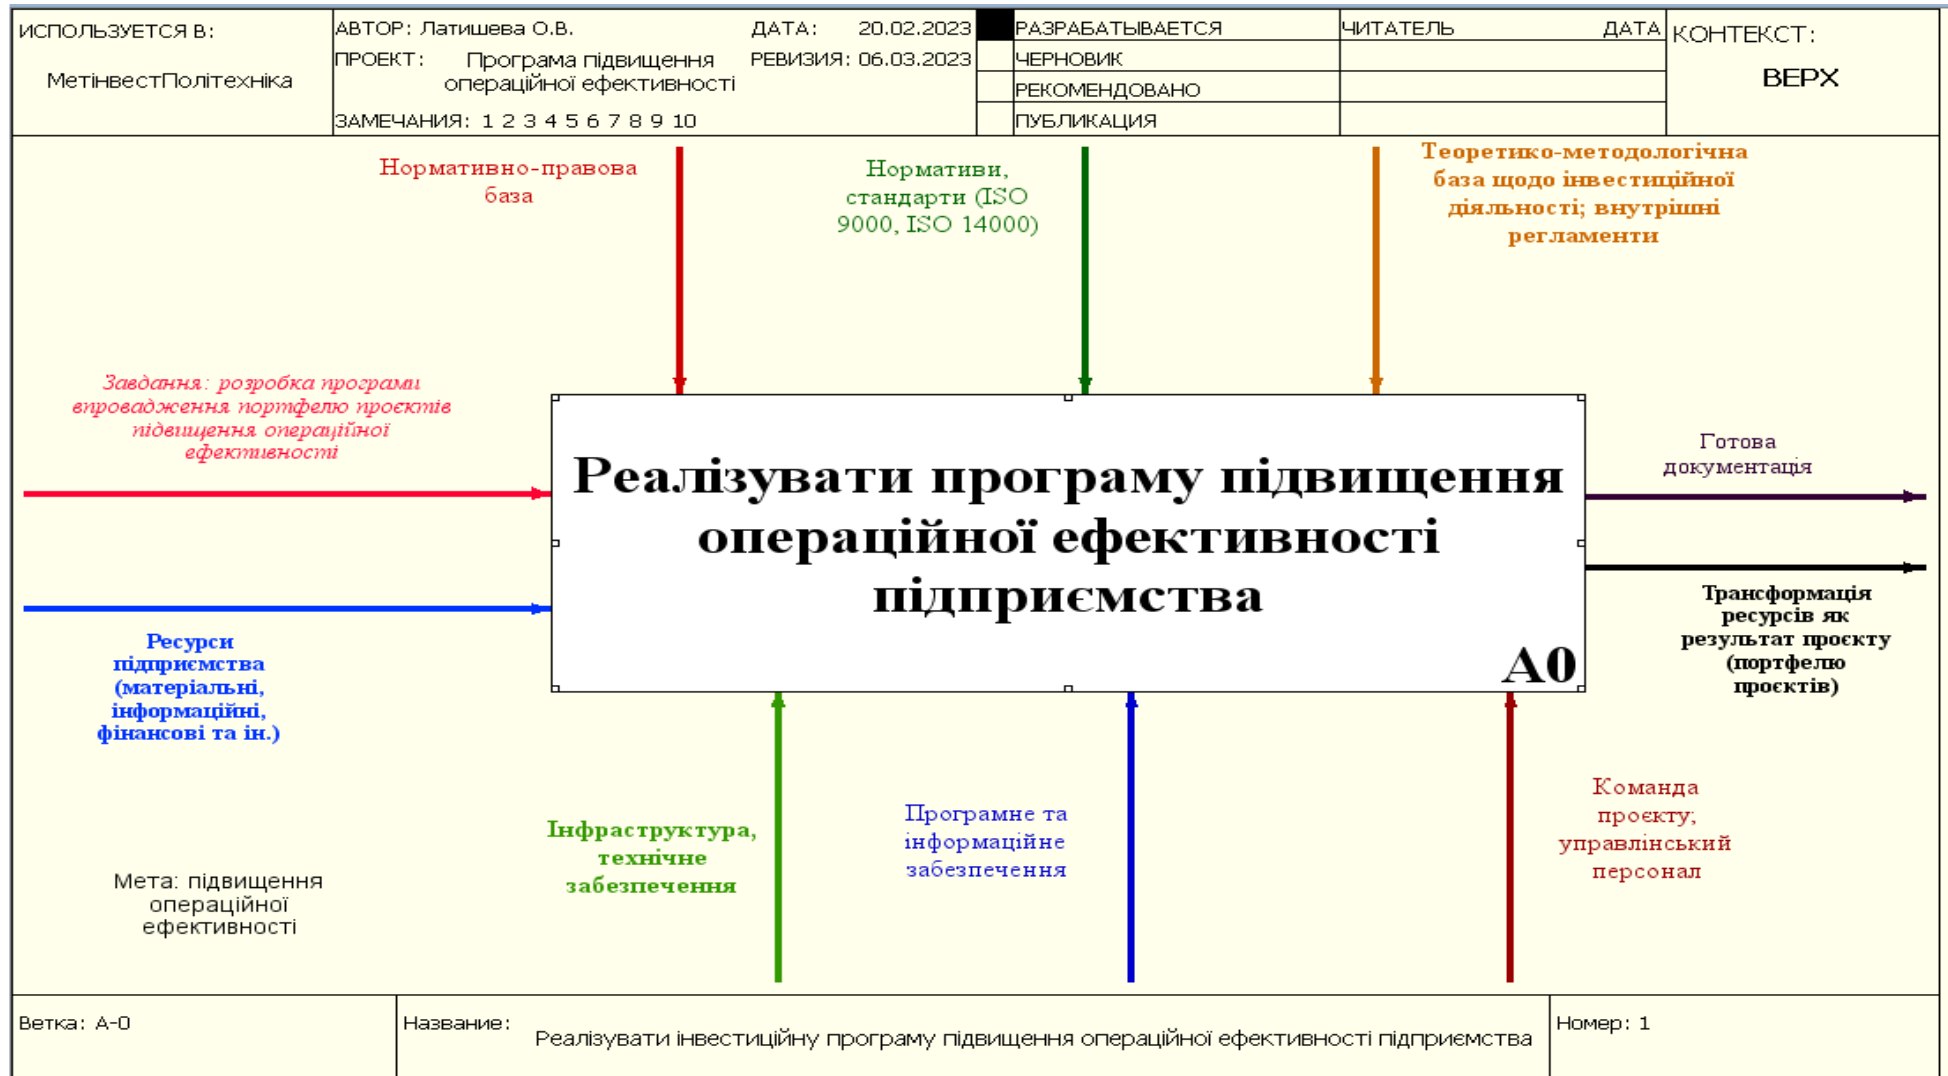 ИСПОЛЬЗУЕТСЯ В:
МетінвестПолітехніка
АВТОР: Латишева О.В.
ДАТА: 20.02.2023
ПРОЕКТ: Програма підвищення
операційної ефективності
РЕВИЗИЯ: 06.03.2023
ЗАМЕЧАНИЯ: 1 2 3 4 5 6 7 8 9 10
РАЗРАБАТЫВАЕТСЯ
ЧЕРНОВИК
РЕКОМЕНДОВАНО
ПУБЛИКАЦИЯ
ЧИТАТЕЛЬ ДАТА
КОНТЕКСТ:
ВЕРХ
Нормативно-правова
база
Нормативи,
стандарти (ISO
9000, ISO 14000)
Теоретико-методологічна
база щодо інвестиційної
діяльності; внутрішні
регламенти
Завдання: розробка програми
впровадження портфелю проєктів
підвищення операційної
ефективності
Реалізувати програму підвищення
операційної ефективності
підприємства
A0
Готова
документація
Ресурси
підприємства
(матеріальні,
інформаційні,
фінансові та ін.)
Трансформація
ресурсів як
результат проєкту
(портфелю
проєктів)
Інфраструктура,
технічне
забезпечення
Програмне та
інформаційне
забезпечення
Команда
проєкту;
управлінський
персонал
Мета: підвищення
операційної
ефективності
Ветка: A-0
Название: Реалізувати інвестиційну програму підвищення операційної ефективності підприємства
Номер: 1